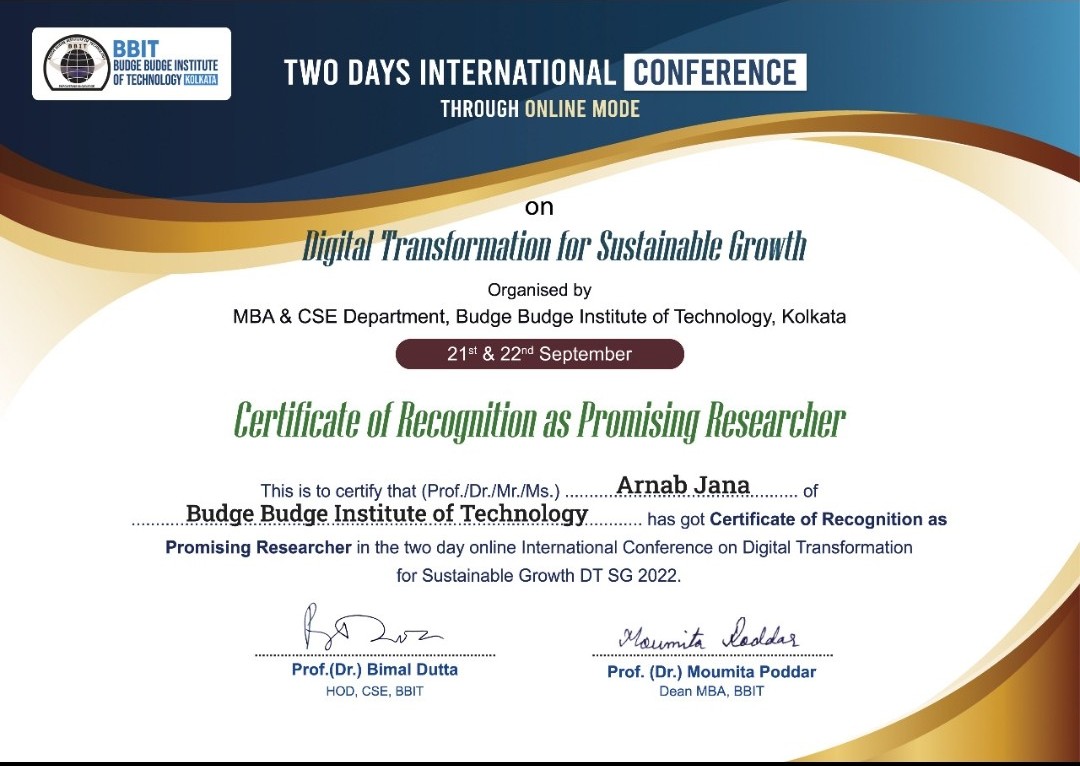 BBIT
BBIT
BUDGE BUDGE INSTITUTE
OF TECHNOLOGY KOLKATA
TWO DAYS INTERNATIONAL CONFERENCE
THROUGH ONLINE MODE
on
Digital Transformation for Sustainable Growth
Organised by
MBA & CSE Department, Budge Budge Institute of Technology, Kolkata
21st & 22nd September
Certificate of Recognition as Promising Researcher
This is to certify that (Prof./Dr./Mr./Ms.) Arnab Jana of
Budge Budge Institute of Technology has got Certificate of Recognition as
Promising Researcher in the two day online International Conference on Digital Transformation
for Sustainable Growth DT SG 2022.
Moumita Poddar
Prof.(Dr.) Bimal Dutta
HOD, CSE, BBIT
Prof. (Dr.) Moumita Poddar
Dean MBA, BBIT